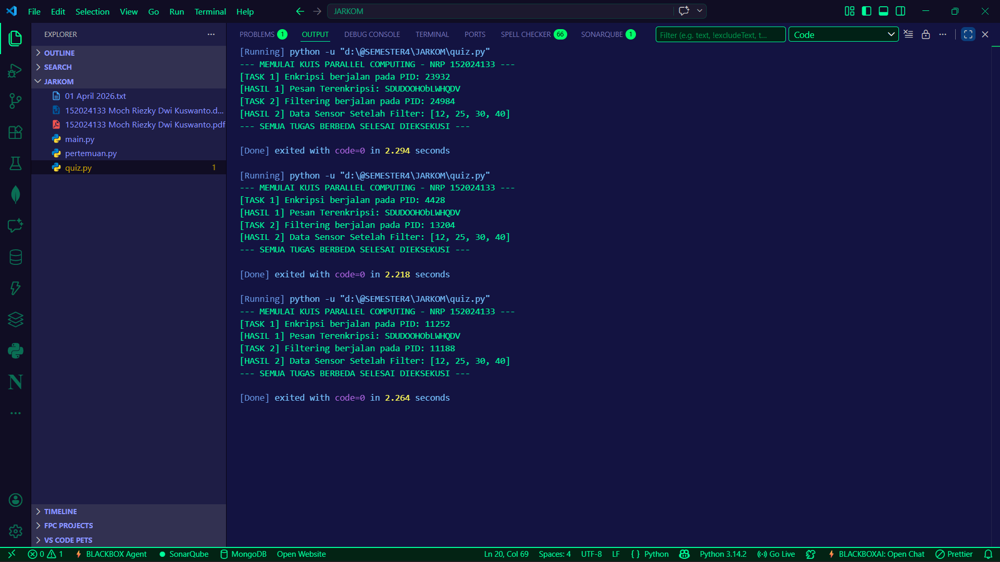 File Edit Selection View Go Run Terminal Help
JARKOM
EXPLORER
OUTLINE
SEARCH
JARKOM
01 April 2026.txt
152024133 Moch Riezky Dwi Kuswanto.d...
152024133 Moch Riezky Dwi Kuswanto.pdf
main.py
pertemuan.py
quiz.py 1
TIMELINE
FPC PROJECTS
VS CODE PETS
PROBLEMS 1 OUTPUT DEBUG CONSOLE TERMINAL PORTS SPELL CHECKER 66 SONARQUBE 1
Filter (e.g. text, !excludeText, t...
Code
[Running] python -u "d:\@SEMESTER4\JARKOM\quiz.py"
--- MEMULAI KUIS PARALLEL COMPUTING - NRP 152024133 ---
[TASK 1] Enkripsi berjalan pada PID: 23932
[HASIL 1] Pesan Terenkripsi: SDUDOOHObLWHQDV
[TASK 2] Filtering berjalan pada PID: 24984
[HASIL 2] Data Sensor Setelah Filter: [12, 25, 30, 40]
--- SEMUA TUGAS BERBEDA SELESAI DIEKSEKUSI ---
[Done] exited with code=0 in 2.294 seconds
[Running] python -u "d:\@SEMESTER4\JARKOM\quiz.py"
--- MEMULAI KUIS PARALLEL COMPUTING - NRP 152024133 ---
[TASK 1] Enkripsi berjalan pada PID: 4428
[HASIL 1] Pesan Terenkripsi: SDUDOOHObLWHQDV
[TASK 2] Filtering berjalan pada PID: 13204
[HASIL 2] Data Sensor Setelah Filter: [12, 25, 30, 40]
--- SEMUA TUGAS BERBEDA SELESAI DIEKSEKUSI ---
[Done] exited with code=0 in 2.218 seconds
[Running] python -u "d:\@SEMESTER4\JARKOM\quiz.py"
--- MEMULAI KUIS PARALLEL COMPUTING - NRP 152024133 ---
[TASK 1] Enkripsi berjalan pada PID: 11252
[HASIL 1] Pesan Terenkripsi: SDUDOOHObLWHQDV
[TASK 2] Filtering berjalan pada PID: 11188
[HASIL 2] Data Sensor Setelah Filter: [12, 25, 30, 40]
--- SEMUA TUGAS BERBEDA SELESAI DIEKSEKUSI ---
[Done] exited with code=0 in 2.264 seconds
0 1 BLACKBOX Agent SonarQube MongoDB Open Website Ln 20, Col 69 Spaces: 4 UTF-8 LF {} Python Python 3.14.2 Go Live BLACKBOXAI: Open Chat Prettier